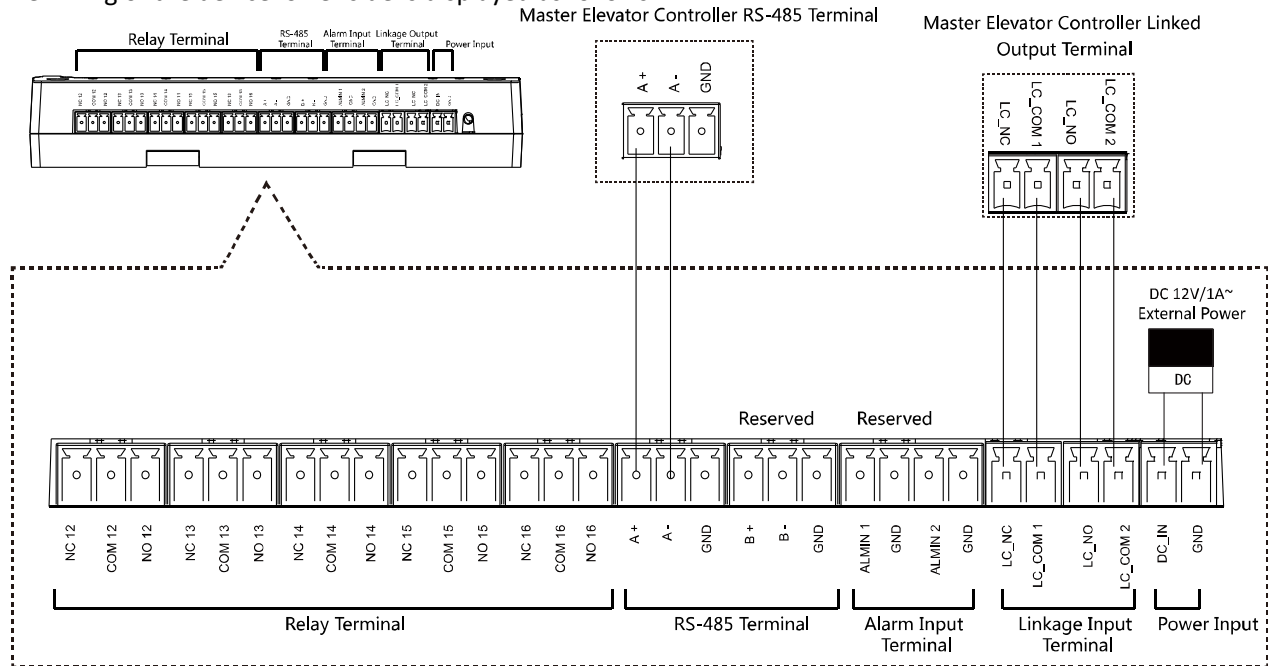 Master Elevator Controller RS-485 Terminal
Master Elevator Controller Linked
Output Terminal
Relay Terminal
RS-485
Terminal
Alarm Input
Terminal
Linkage Output
Terminal
Power Input
A+
A-
GND
LC_NC
LC_COM 1
LC_NO
LC_COM 2
DC 12V/1A~
External Power
DC
Reserved
Reserved
NC 12
COM 12
NO 12
NC 13
COM 13
NO 13
NC 14
COM 14
NO 14
NC 15
COM 15
NO 15
NC 16
COM 16
NO 16
A+
A-
GND
B+
B-
GND
ALMIN 1
GND
ALMIN 2
GND
LC_NC
LC_COM 1
LC_NO
LC_COM 2
DC_IN
GND
Relay Terminal
RS-485 Terminal
Alarm Input
Terminal
Linkage Input
Terminal
Power Input